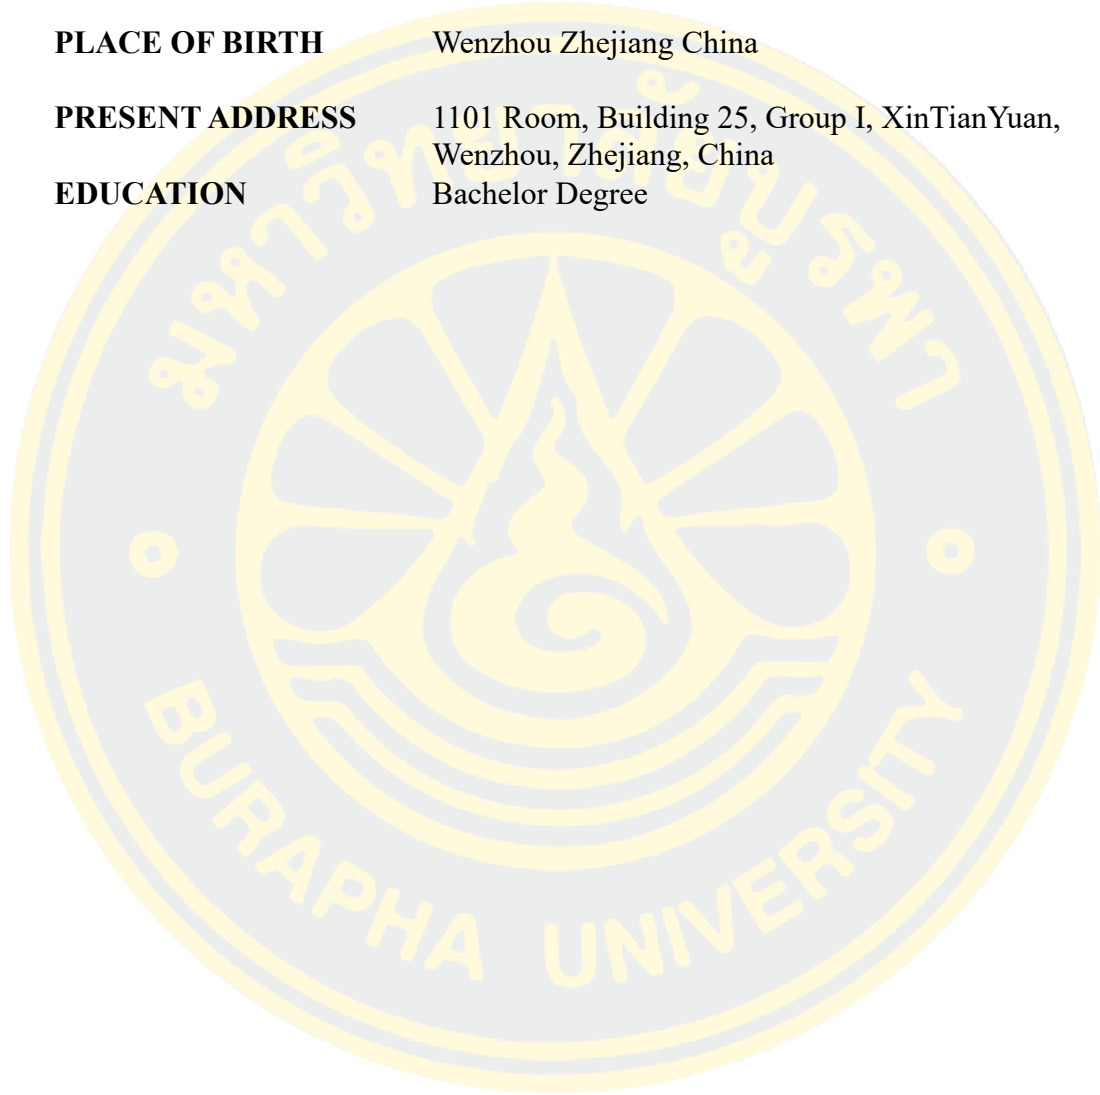 PLACE OF BIRTH Wenzhou Zhejiang China
PRESENT ADDRESS 1101 Room, Building 25, Group I, XinTianYuan,
Wenzhou, Zhejiang, China
EDUCATION Bachelor Degree
มหาวิทยาลัยบูรพา
BURAPHA UNIVERSITY